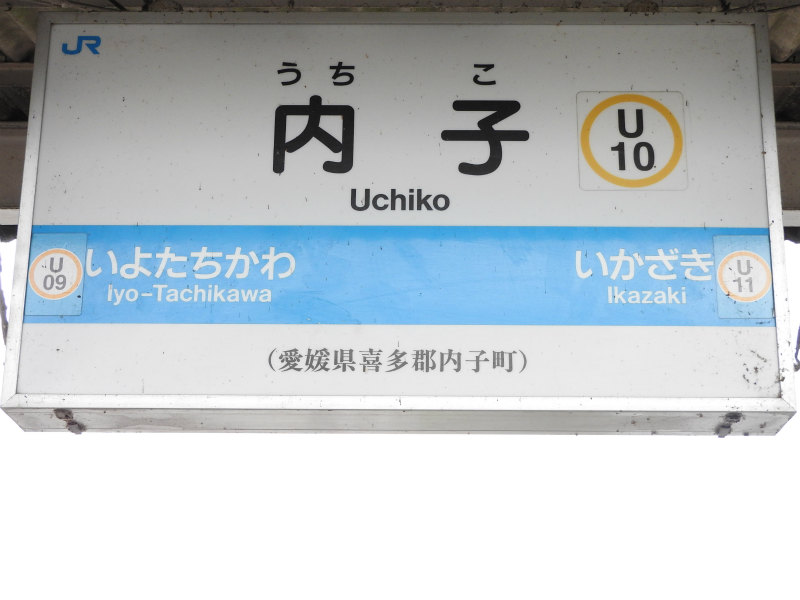 JR
うち こ
内子
U
10
Uchiko
U
09
いよたちかわ
Iyo-Tachikawa
いかざき
Ikazaki
U
11
（愛媛県喜多郡内子町）